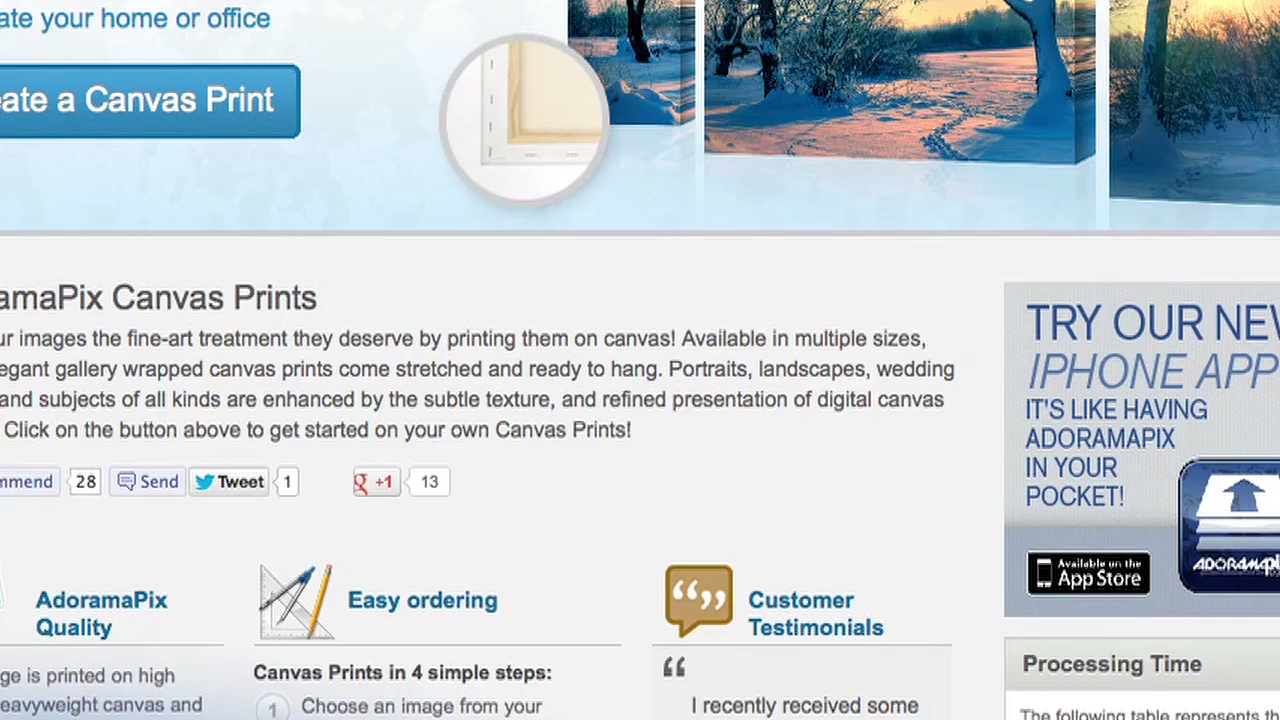 ate your home or office
eate a Canvas Print
amaPix Canvas Prints
ur images the fine-art treatment they deserve by printing them on canvas! Available in multiple sizes,
egant gallery wrapped canvas prints come stretched and ready to hang. Portraits, landscapes, wedding
and subjects of all kinds are enhanced by the subtle texture, and refined presentation of digital canvas
Click on the button above to get started on your own Canvas Prints!
mmend 28 Send Tweet 1 g +1 13
TRY OUR NEW
IPHONE APP
IT'S LIKE HAVING
ADORAMAPIX
IN YOUR
POCKET!
Available on the
App Store
ADORAMAPI
AdoramaPix
Quality
ge is printed on high
eavyweight canvas and
Easy ordering
Canvas Prints in 4 simple steps:
1 Choose an image from your
Customer
Testimonials
I recently received some
Processing Time
The following table represents th